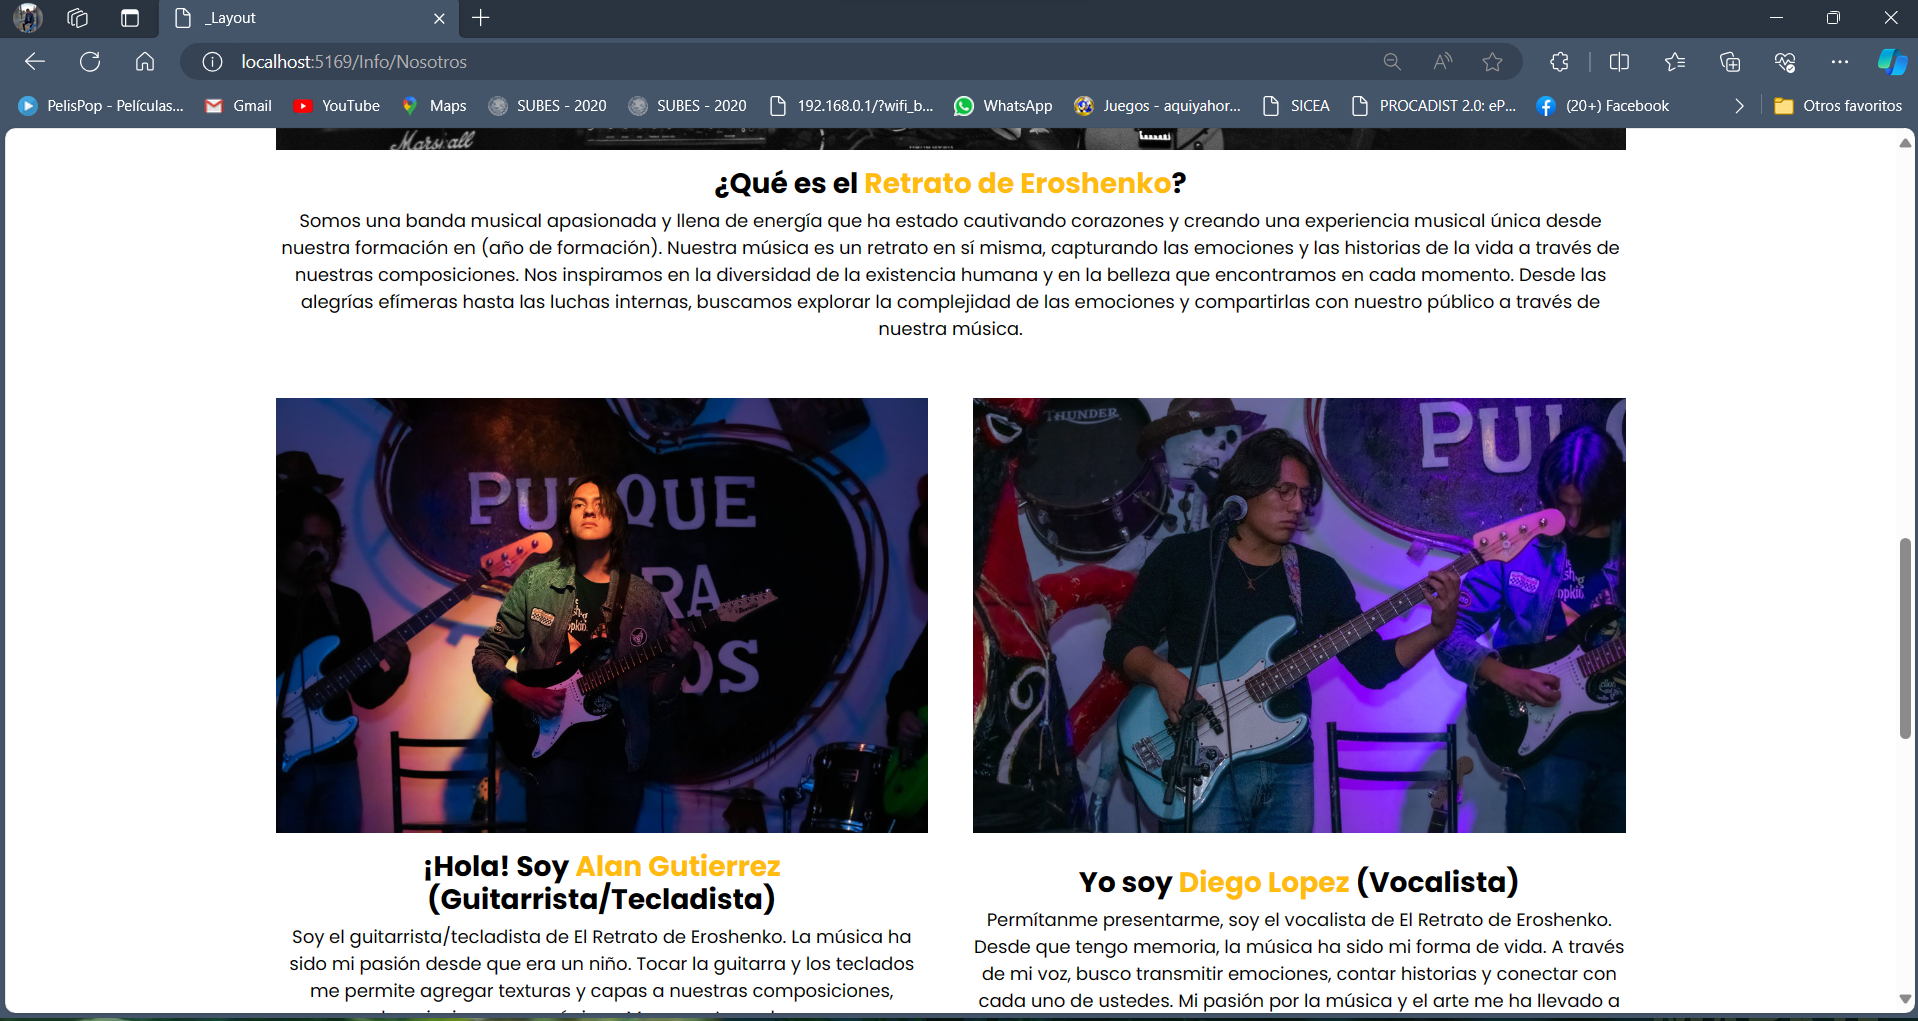 _Layout
localhost:5169/Info/Nosotros
PelisPop - Películas...
Gmail
YouTube
Maps
SUBES - 2020
SUBES - 2020
192.168.0.1/?wifi_b...
WhatsApp
Juegos - aquiyahor...
SICEA
PROCADIST 2.0: eP...
(20+) Facebook
Otros favoritos
Marshall
¿Qué es el Retrato de Eroshenko?
Somos una banda musical apasionada y llena de energía que ha estado cautivando corazones y creando una experiencia musical única desde
nuestra formación en (año de formación). Nuestra música es un retrato en sí misma, capturando las emociones y las historias de la vida a través de
nuestras composiciones. Nos inspiramos en la diversidad de la existencia humana y en la belleza que encontramos en cada momento. Desde las
alegrías efímeras hasta las luchas internas, buscamos explorar la complejidad de las emociones y compartirlas con nuestro público a través de
nuestra música.
PU QUE
RA
OS
THUNDER
PU
¡Hola! Soy Alan Gutierrez
(Guitarrista/Tecladista)
Soy el guitarrista/tecladista de El Retrato de Eroshenko. La música ha
sido mi pasión desde que era un niño. Tocar la guitarra y los teclados
me permite agregar texturas y capas a nuestras composiciones,
Yo soy Diego Lopez (Vocalista)
Permítanme presentarme, soy el vocalista de El Retrato de Eroshenko.
Desde que tengo memoria, la música ha sido mi forma de vida. A través
de mi voz, busco transmitir emociones, contar historias y conectar con
cada uno de ustedes. Mi pasión por la música y el arte me ha llevado a